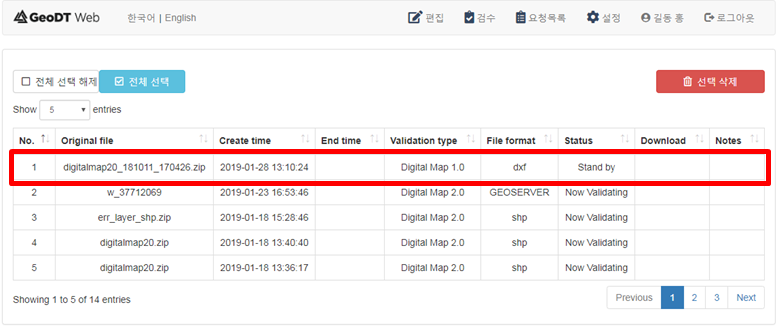 GeoDT Web 한국어 | English 편집 검수 요청목록 설정 길동 홈 로그아웃
전체 선택 해제 전체 선택 선택 삭제
Show 5 entries
No. Original file Create time End time Validation type File format Status Download Notes
1 digitalmap20_181011_170426.zip 2019-01-28 13:10:24 Digital Map 1.0 dxf Stand by
2 w_37712069 2019-01-23 16:53:46 Digital Map 2.0 GEOSERVER Now Validating
3 err_layer_shp.zip 2019-01-18 15:28:46 Digital Map 2.0 shp Now Validating
4 digitalmap20.zip 2019-01-18 13:40:40 Digital Map 2.0 shp Now Validating
5 digitalmap20.zip 2019-01-18 13:36:17 Digital Map 2.0 shp Now Validating
Showing 1 to 5 of 14 entries Previous 1 2 3 Next